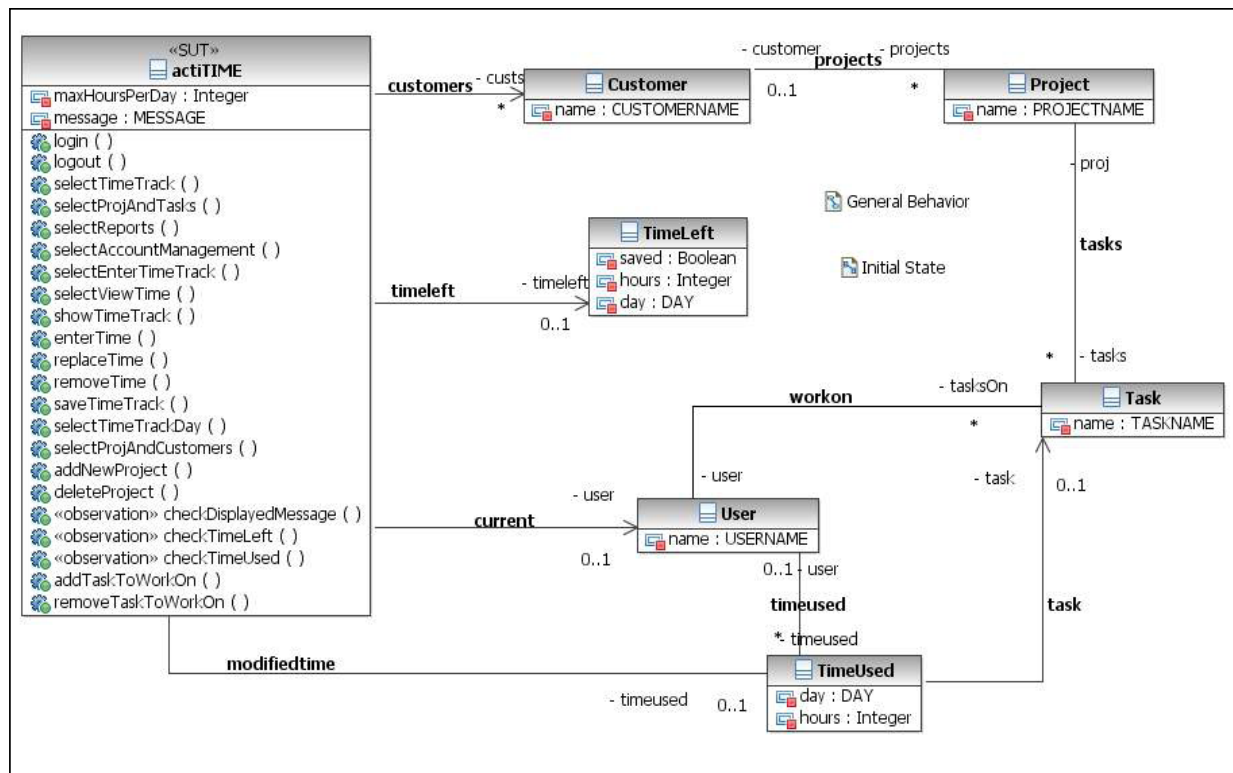 «SUT»
actiTIME
maxHoursPerDay : Integer
message : MESSAGE
login ( )
logout ( )
selectTimeTrack ( )
selectProjAndTasks ( )
selectReports ( )
selectAccountManagement ( )
selectEnterTimeTrack ( )
selectViewTime ( )
showTimeTrack ( )
enterTime ( )
replaceTime ( )
removeTime ( )
saveTimeTrack ( )
selectTimeTrackDay ( )
selectProjAndCustomers ( )
addNewProject ( )
deleteProject ( )
«observation» checkDisplayedMessage ( )
«observation» checkTimeLeft ( )
«observation» checkTimeUsed ( )
addTaskToWorkOn ( )
removeTaskToWorkOn ( )
customers
- custs
*
Customer
name : CUSTOMERNAME
- customer
- projects
projects
0..1
*
Project
name : PROJECTNAME
- proj
tasks
* - tasks
General Behavior
Initial State
TimeLeft
saved : Boolean
hours : Integer
day : DAY
timeleft
- timeleft
0..1
Task
name : TASKNAME
workon
- tasksOn
*
- user
- task
0..1
task
current
- user
0..1
User
name : USERNAME
0..1 - user
timeused
* - timeused
TimeUsed
day : DAY
hours : Integer
modifiedtime
- timeused
0..1